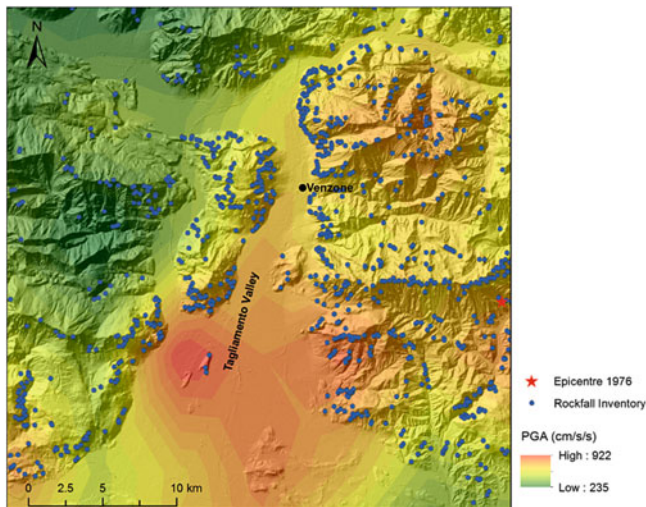 N
Venzone
Tagliamento Valley
0 2.5 5 10 km
Epicentre 1976
Rockfall Inventory
PGA (cm/s/s)
High : 922
Low : 235